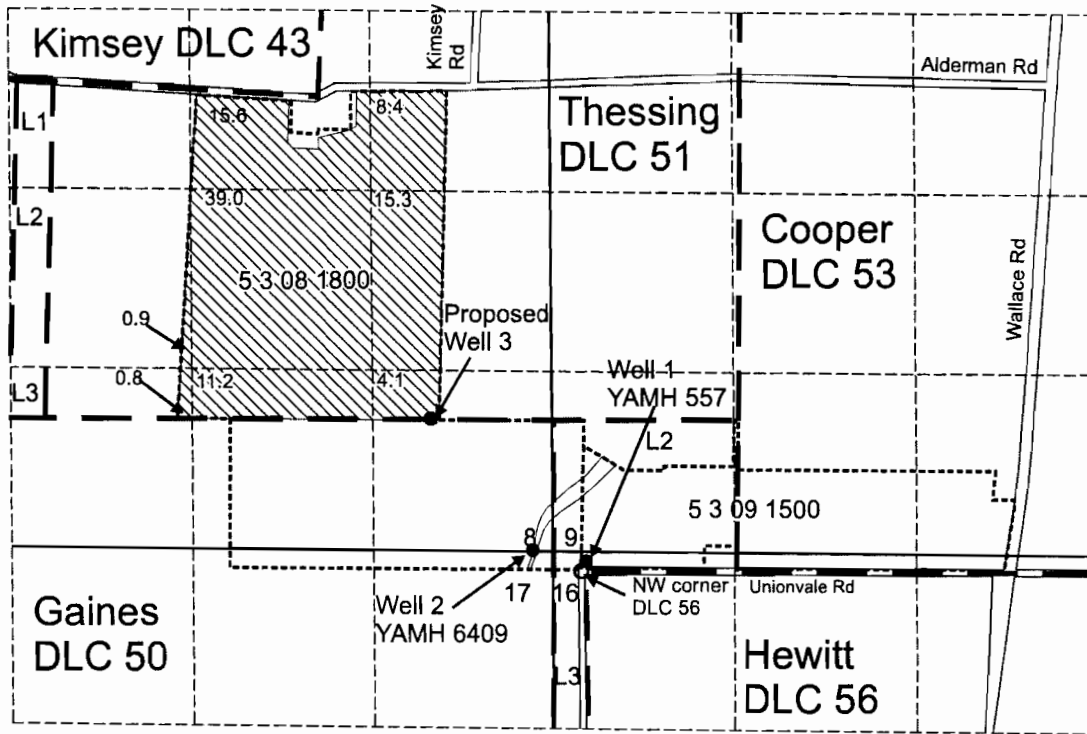 Kimsey DLC 43
Kimsey
Rd
Alderman Rd
L1
15.6
8.4
Thessing
DLC 51
L2
39.0
15.3
Cooper
DLC 53
Wallace Rd
5 3 08 1800
0.9
Proposed
Well 3
0.8
L3
11.2
4.1
Well 1
YAMH 557
L2
5 3 09 1500
8
9
17
16
NW corner
DLC 56
Unionvale Rd
Well 2
YAMH 6409
Gaines
DLC 50
L3
Hewitt
DLC 56